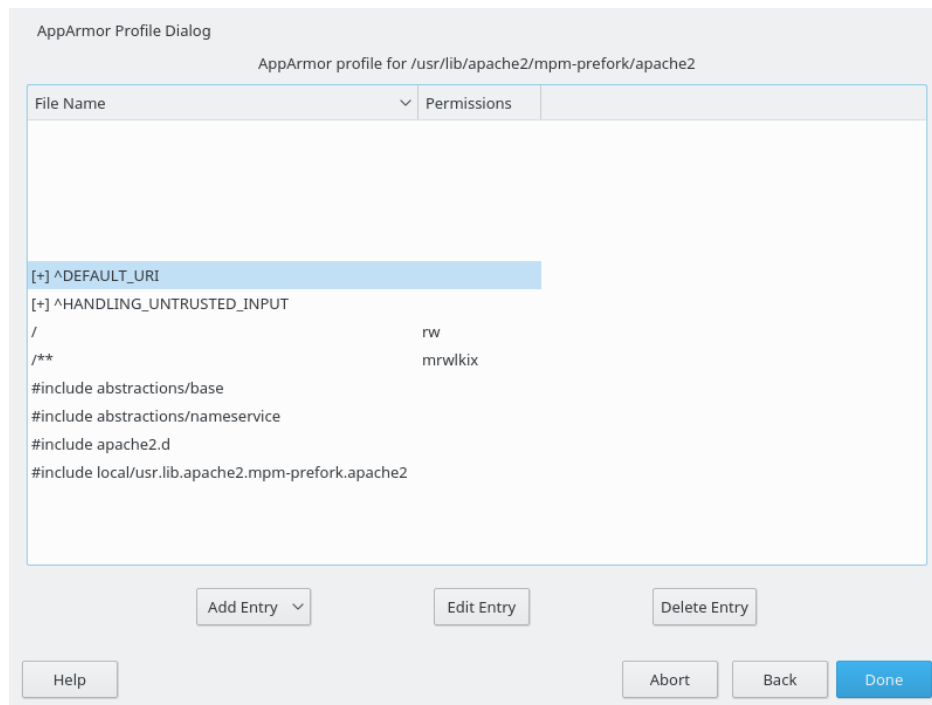 AppArmor Profile Dialog
AppArmor profile for /usr/lib/apache2/mpm-prefork/apache2
File Name Permissions
[+] ^DEFAULT_URI
[+] ^HANDLING_UNTRUSTED_INPUT
/ rw
/** mrwlkix
#include abstractions/base
#include abstractions/nameservice
#include apache2.d
#include local/usr.lib.apache2.mpm-prefork.apache2
Add Entry Edit Entry Delete Entry
Help Abort Back Done